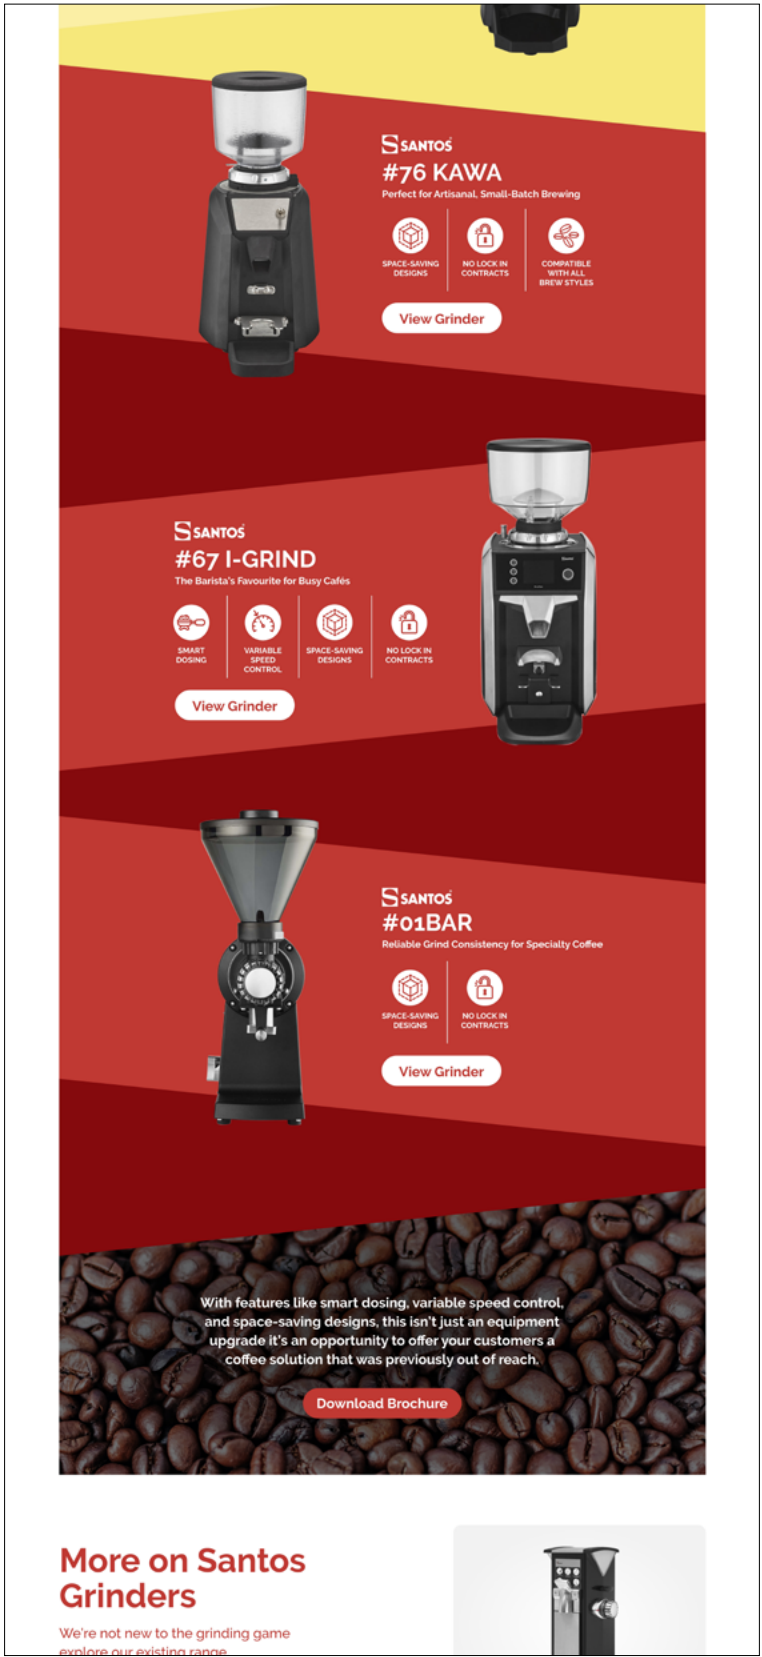 SANTOS
#76 KAWA
Perfect for Artisanal, Small-Batch Brewing
SPACE-SAVING
DESIGNS
NO LOCK IN
CONTRACTS
COMPATIBLE
WITH ALL
BREW STYLES
View Grinder
SANTOS
#67 I-GRIND
The Barista's Favourite for Busy Cafés
SMART
DOSING
VARIABLE
SPEED
CONTROL
SPACE-SAVING
DESIGNS
NO LOCK IN
CONTRACTS
View Grinder
SANTOS
#01BAR
Reliable Grind Consistency for Specialty Coffee
SPACE-SAVING
DESIGNS
NO LOCK IN
CONTRACTS
View Grinder
With features like smart dosing, variable speed control,
and space-saving designs, this isn't just an equipment
upgrade it's an opportunity to offer your customers a
coffee solution that was previously out of reach.
Download Brochure
More on Santos
Grinders
We're not new to the grinding game
explore our existing range